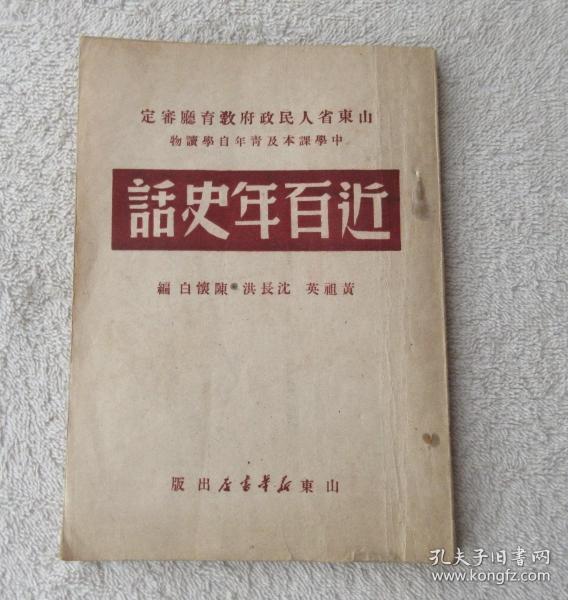 山東省人民政府教育廳審定
中學課本及青年自學讀物
近百年史話
黃祖英 沈長洪 陳懷白 編
山東新華書店出版
孔夫子旧书网
www.kongfz.com